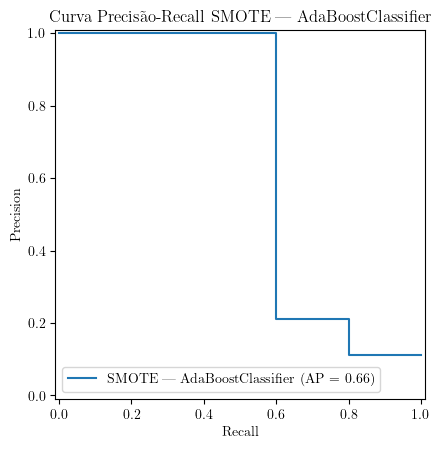 Curva Precisão-Recall SMOTE — AdaBoostClassifier
1.0
0.8
0.6
0.4
0.2
0.0
Precision
SMOTE — AdaBoostClassifier (AP = 0.66)
0.0 0.2 0.4 0.6 0.8 1.0
Recall